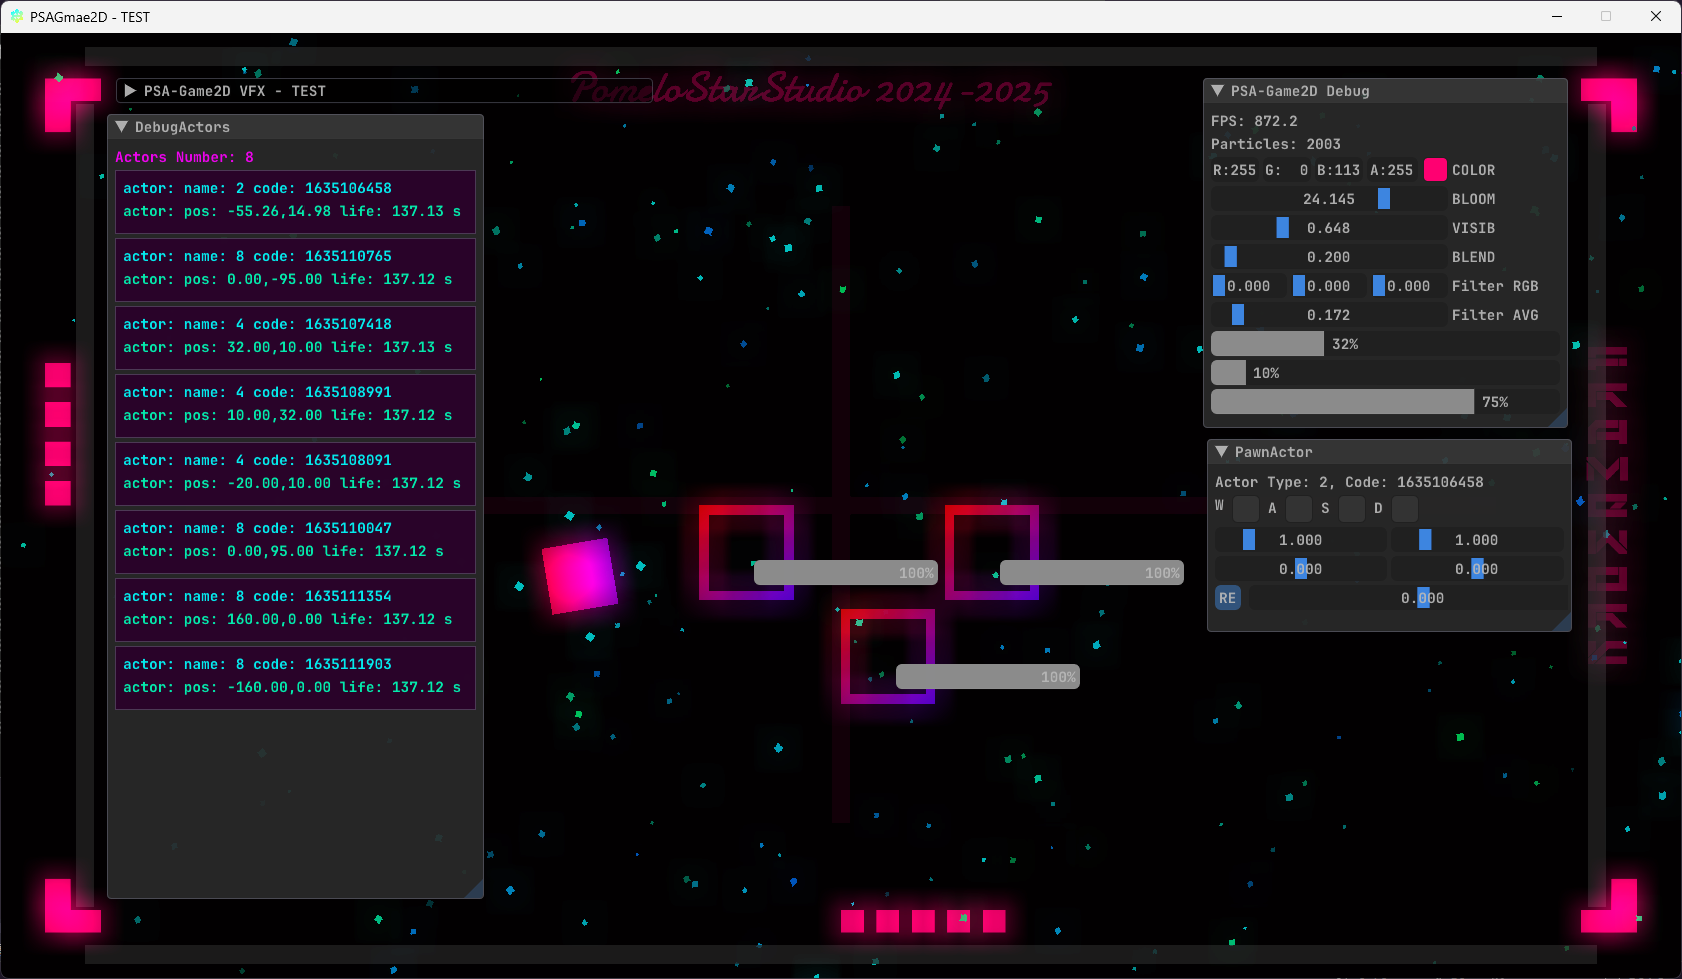 PSAGmae2D - TEST
PomeloStarStudio 2024-2025
PSA-Game2D VFX - TEST
DebugActors
Actors Number: 8
actor: name: 2 code: 1635106458
actor: pos: -55.26,14.98 life: 137.13 s
actor: name: 8 code: 1635110765
actor: pos: 0.00,-95.00 life: 137.12 s
actor: name: 4 code: 1635107418
actor: pos: 32.00,10.00 life: 137.13 s
actor: name: 4 code: 1635108991
actor: pos: 10.00,32.00 life: 137.12 s
actor: name: 4 code: 1635108091
actor: pos: -20.00,10.00 life: 137.12 s
actor: name: 8 code: 1635110047
actor: pos: 0.00,95.00 life: 137.12 s
actor: name: 8 code: 1635111354
actor: pos: 160.00,0.00 life: 137.12 s
actor: name: 8 code: 1635111903
actor: pos: -160.00,0.00 life: 137.12 s
100%
100%
100%
PSA-Game2D Debug
FPS: 872.2
Particles: 2003
R:255 G: 0 B:113 A:255 COLOR
24.145 BLOOM
0.648 VISIB
0.200 BLEND
0.000 0.000 0.000 Filter RGB
0.172 Filter AVG
32%
10%
75%
PawnActor
Actor Type: 2, Code: 1635106458
W A S D
1.000 1.000
0.000 0.000
RE 0.000